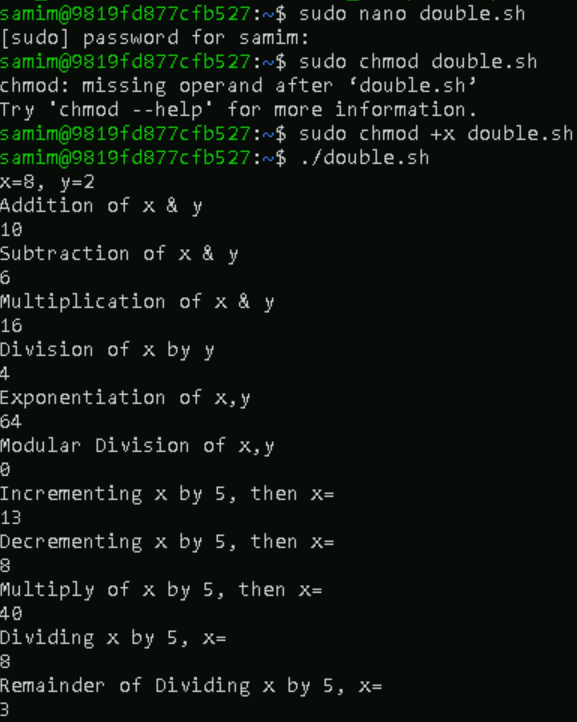 samim@9819fd877cfb527:~$ sudo nano double.sh
[sudo] password for samim:
samim@9819fd877cfb527:~$ sudo chmod double.sh
chmod: missing operand after ‘double.sh’
Try 'chmod --help' for more information.
samim@9819fd877cfb527:~$ sudo chmod +x double.sh
samim@9819fd877cfb527:~$ ./double.sh
x=8, y=2
Addition of x & y
10
Subtraction of x & y
6
Multiplication of x & y
16
Division of x by y
4
Exponentiation of x,y
64
Modular Division of x,y
0
Incrementing x by 5, then x=
13
Decrementing x by 5, then x=
8
Multiply of x by 5, then x=
40
Dividing x by 5, x=
8
Remainder of Dividing x by 5, x=
3